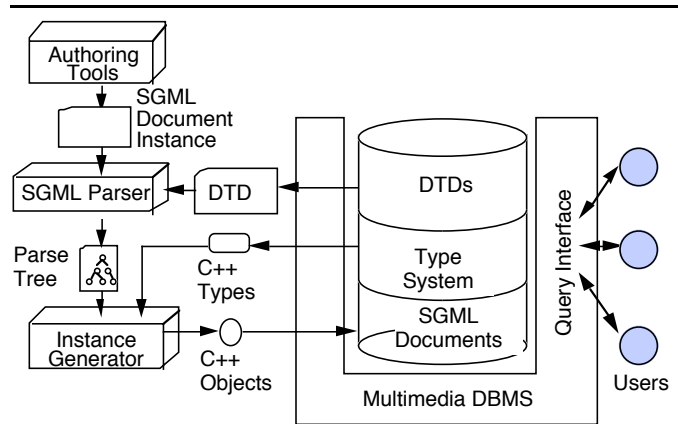 Authoring
Tools
SGML
Document
Instance
SGML Parser
DTD
DTDs
Parse
Tree
C++
Types
Type
System
Instance
Generator
C++
Objects
SGML
Documents
Multimedia DBMS
Query Interface
Users